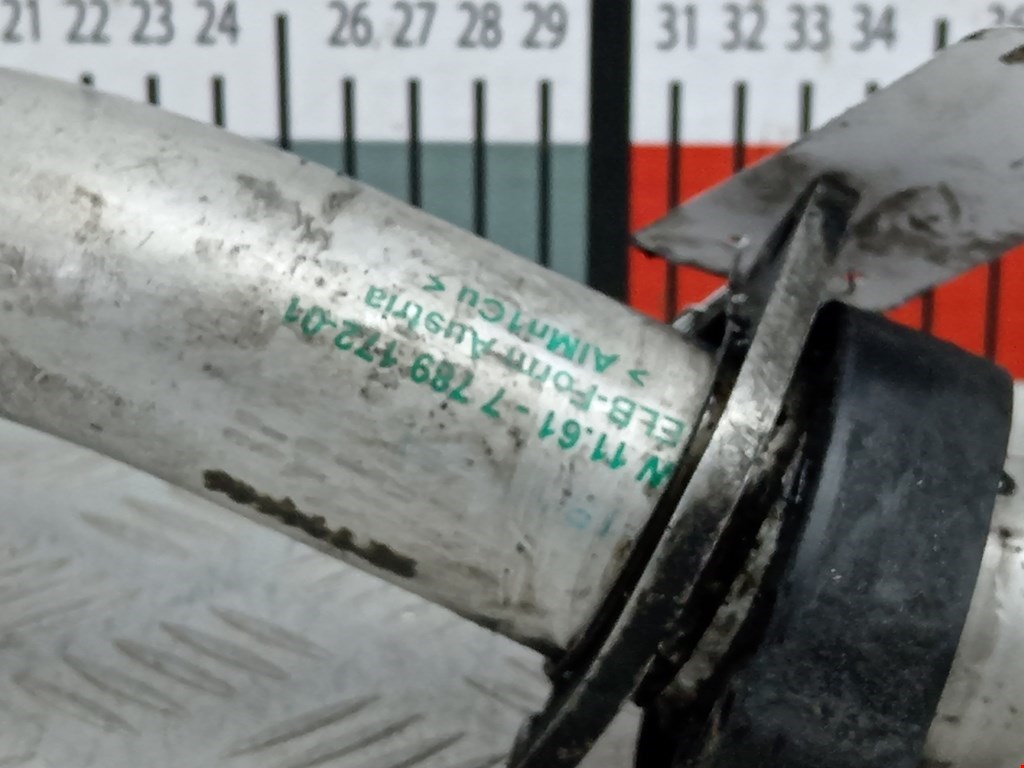 21 22 23 24 26 27 28 29 31 32 33 34
W 11.61 - 7 789 172-01
ELB-Form Austria
> AlMn1Cu <